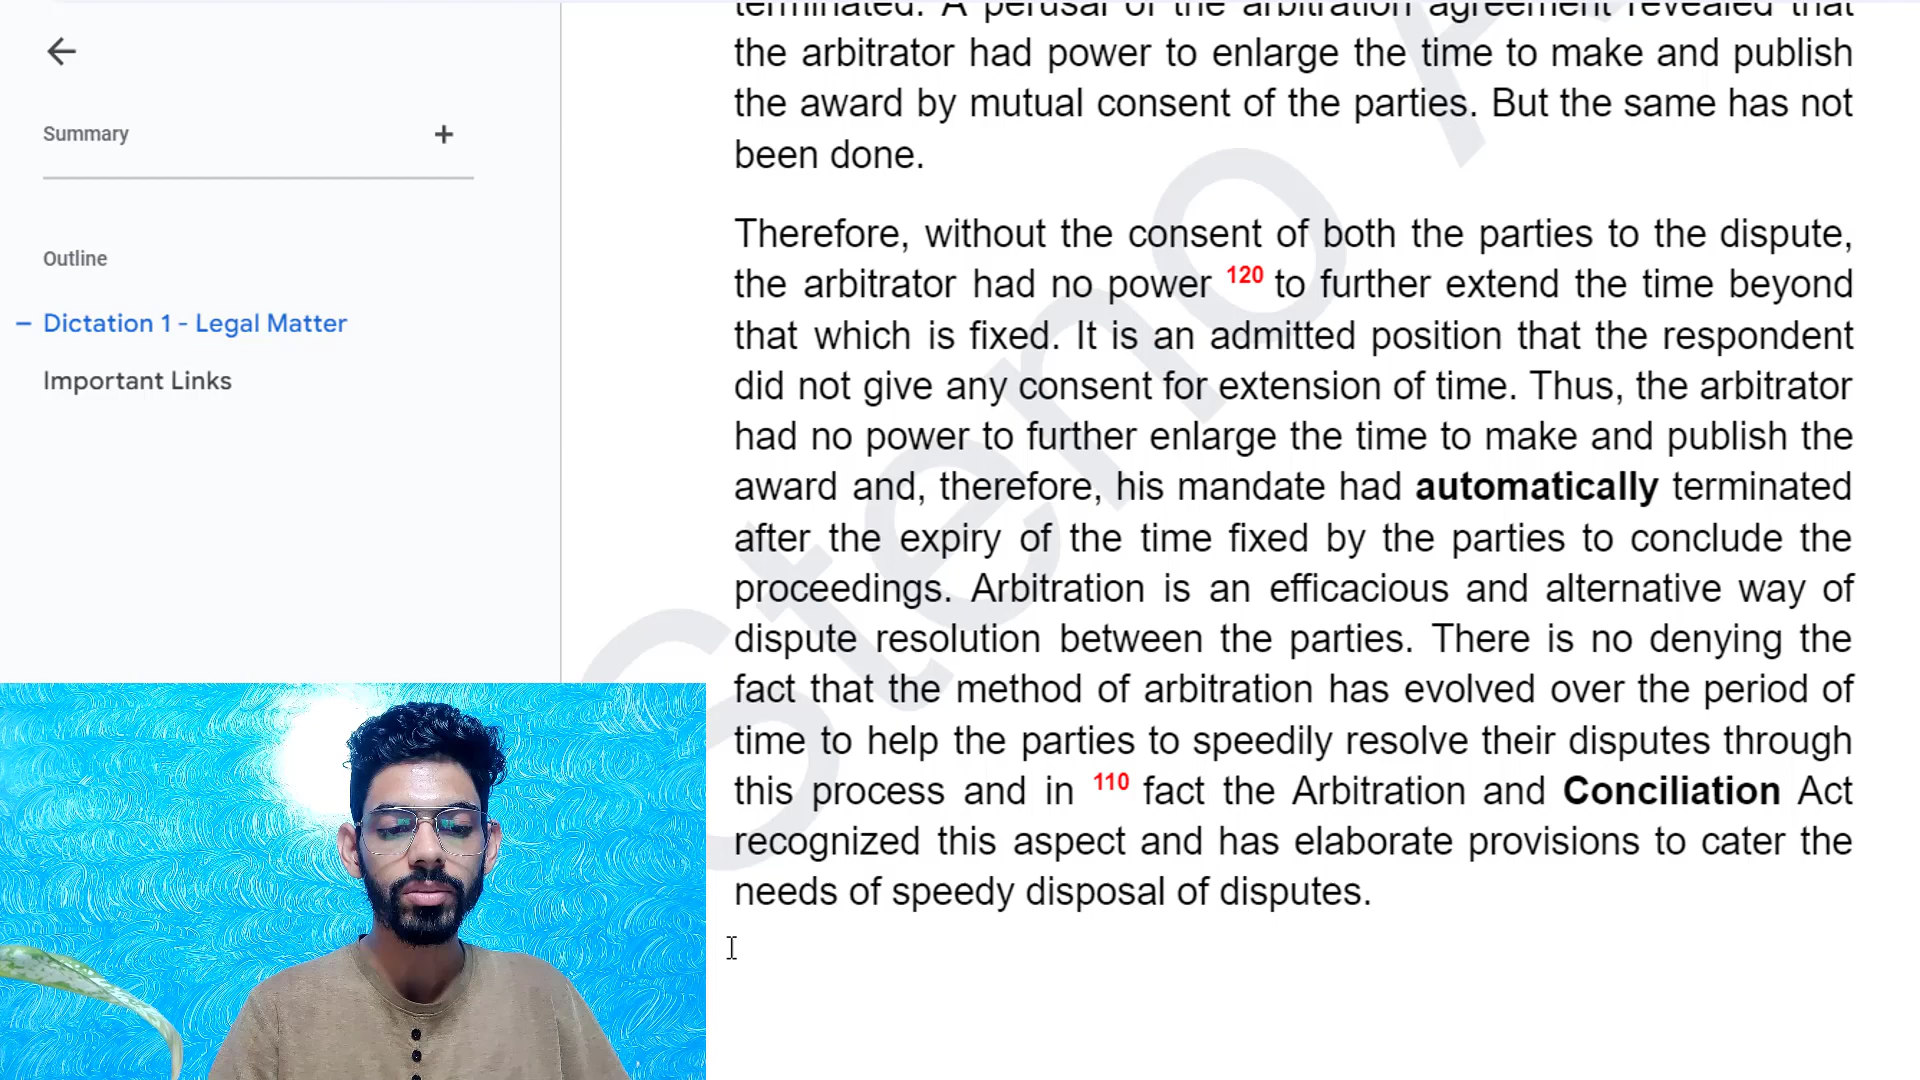 Summary
Outline
Dictation 1 - Legal Matter
Important Links
terminated. A perusal of the arbitration agreement revealed that
the arbitrator had power to enlarge the time to make and publish
the award by mutual consent of the parties. But the same has not
been done.
Therefore, without the consent of both the parties to the dispute,
the arbitrator had no power 120 to further extend the time beyond
that which is fixed. It is an admitted position that the respondent
did not give any consent for extension of time. Thus, the arbitrator
had no power to further enlarge the time to make and publish the
award and, therefore, his mandate had automatically terminated
after the expiry of the time fixed by the parties to conclude the
proceedings. Arbitration is an efficacious and alternative way of
dispute resolution between the parties. There is no denying the
fact that the method of arbitration has evolved over the period of
time to help the parties to speedily resolve their disputes through
this process and in 110 fact the Arbitration and Conciliation Act
recognized this aspect and has elaborate provisions to cater the
needs of speedy disposal of disputes.
Steno A